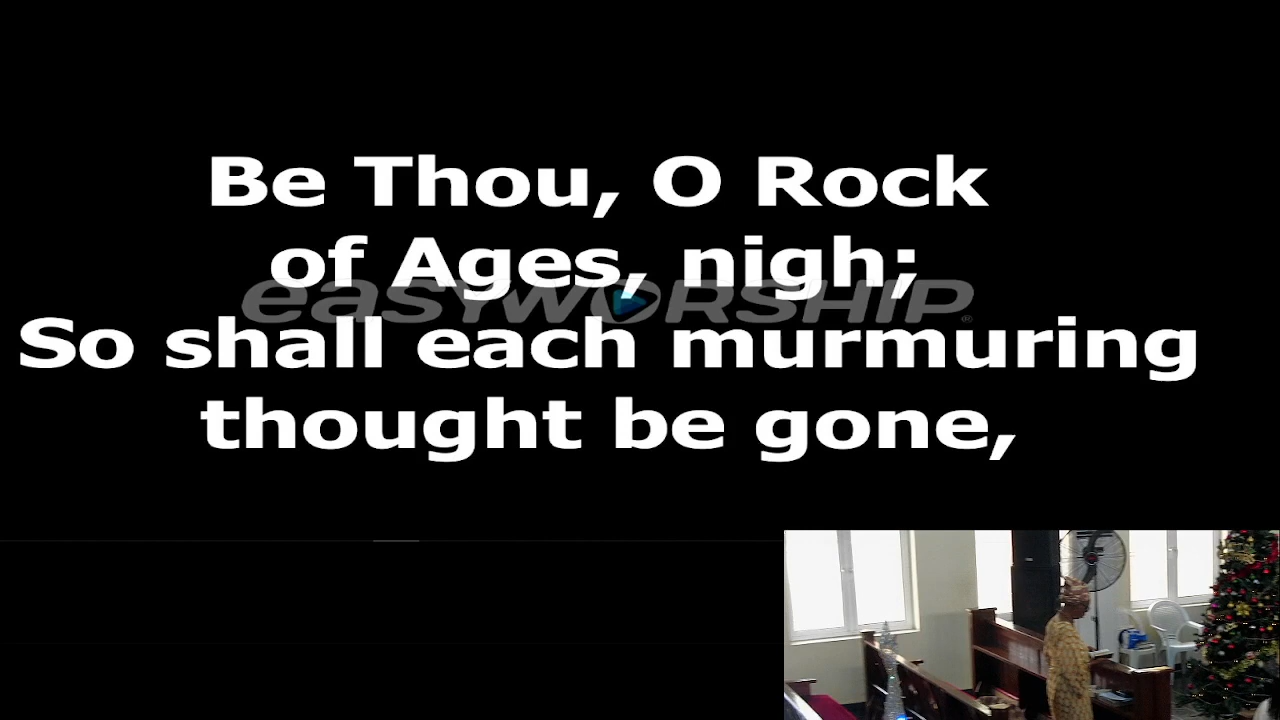 Be Thou, O Rock
of Ages, nigh;
easyworship®
So shall each murmuring
thought be gone,